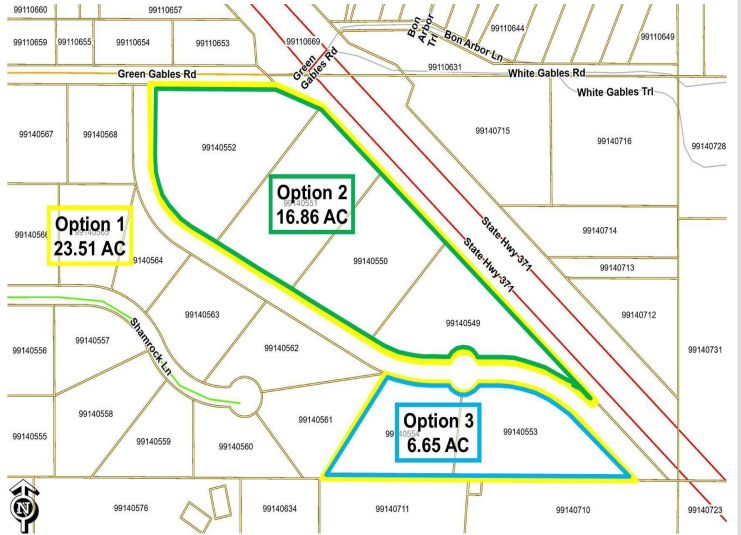 99110660
99110657
99110659
99110655
99110654
99110653
99110669
Bon Arbor Trl
99110644
Bon Arbor Ln
99110649
99110631
Green Gables Rd
Green Gables Rd
White Gables Rd
White Gables Trl
99140567
99140568
99140552
99140715
99140716
99140728
Option 2
99140551
16.86 AC
Option 1
99140565
23.51 AC
99140566
99140564
99140550
State Hwy 371
State Hwy 371
99140714
99140713
99140712
99140563
99140549
99140731
99140562
99140557
99140556
Shamrock Ln
99140558
99140561
Option 3
99140554
6.65 AC
99140553
99140555
99140559
99140560
N
99140576
99140634
99140711
99140710
99140723